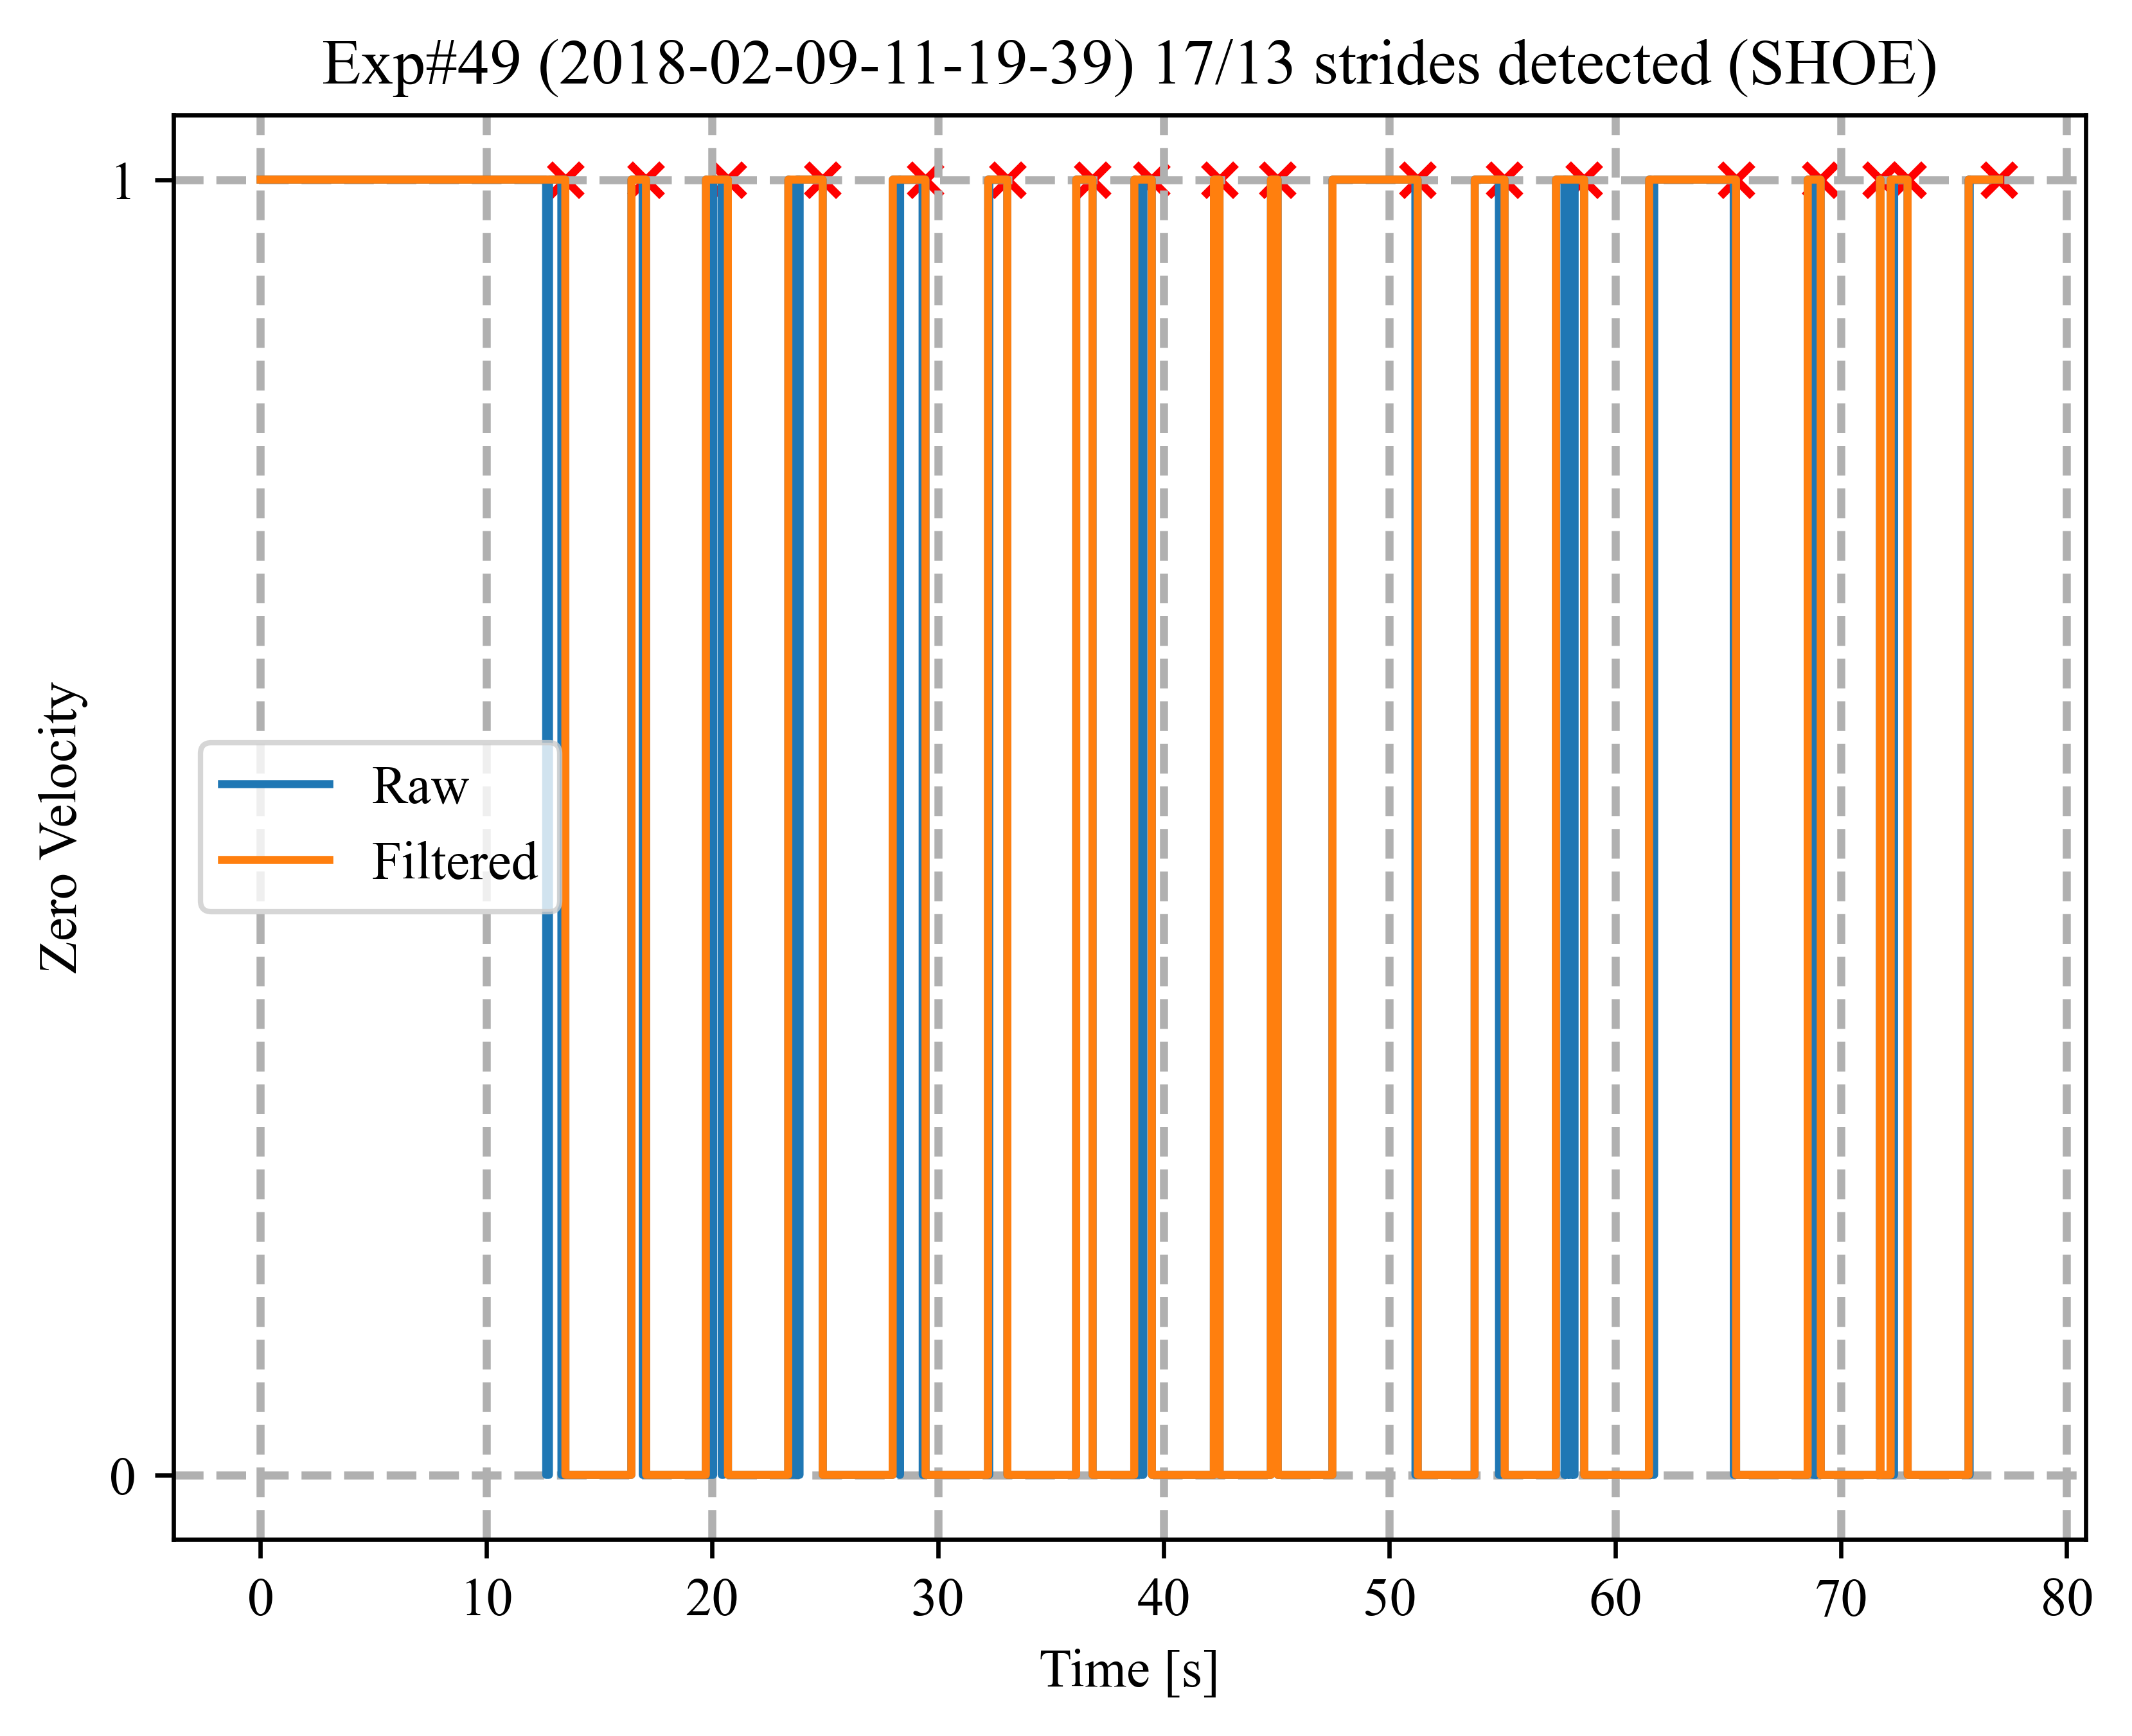 Exp#49 (2018-02-09-11-19-39) 17/13 strides detected (SHOE)
1
Zero Velocity
Raw
Filtered
0
0 10 20 30 40 50 60 70 80
Time [s]